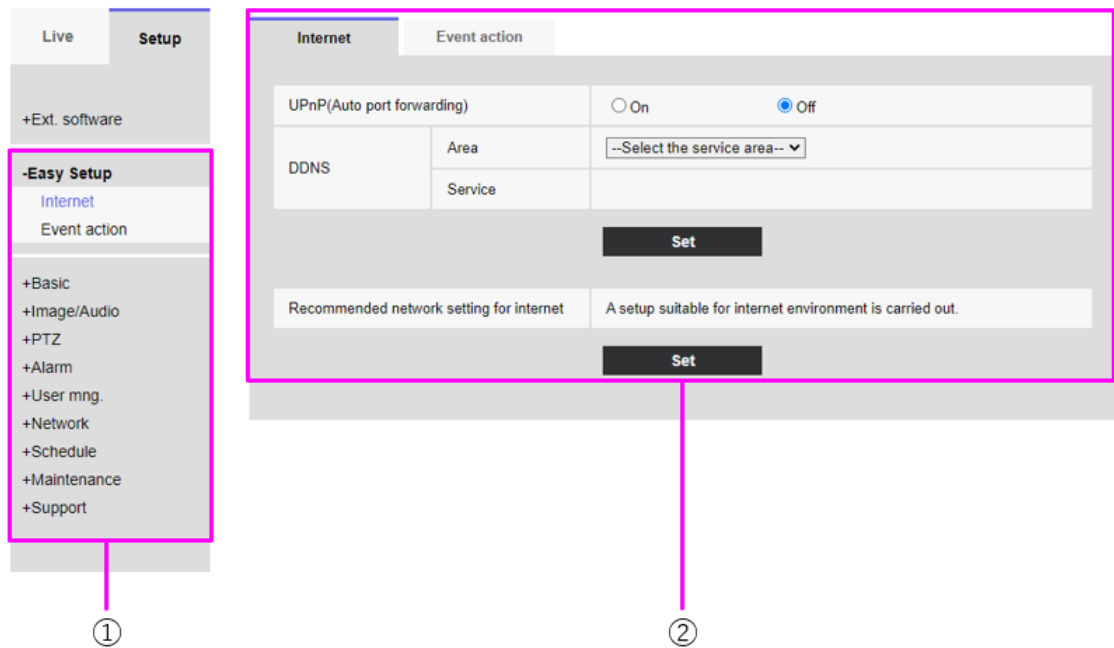 Live Setup
+Ext. software
-Easy Setup
Internet
Event action
+Basic
+Image/Audio
+PTZ
+Alarm
+User mng.
+Network
+Schedule
+Maintenance
+Support
①
Internet Event action
UPnP(Auto port forwarding) On Off
DDNS Area --Select the service area--
Service
Set
Recommended network setting for internet A setup suitable for internet environment is carried out.
Set
②